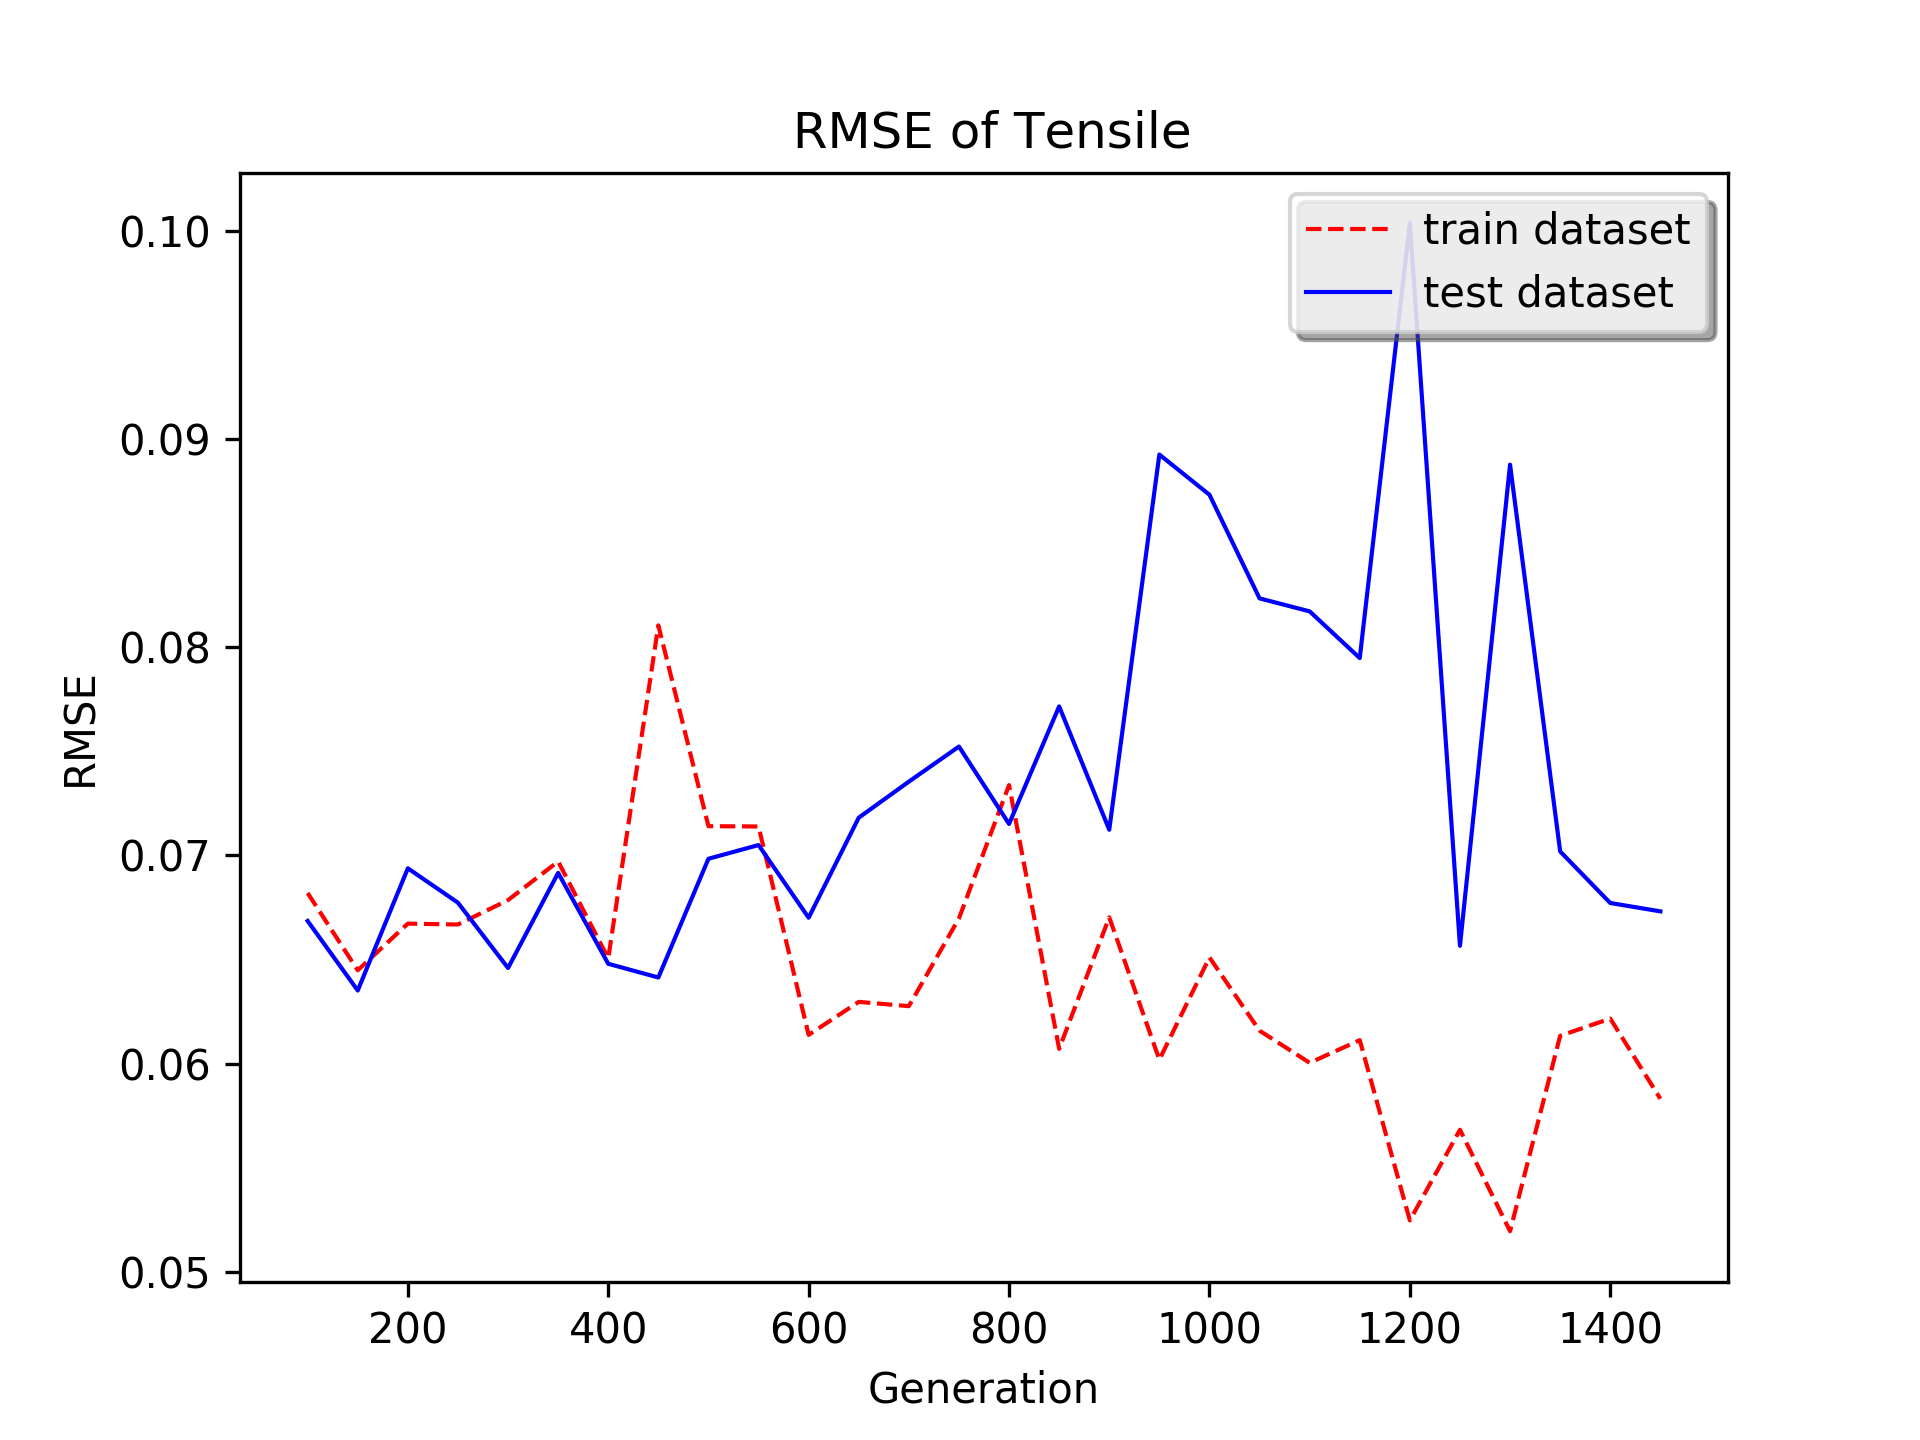 RMSE of Tensile
train dataset
test dataset
0.10
0.09
0.08
0.07
0.06
0.05
RMSE
200 400 600 800 1000 1200 1400
Generation